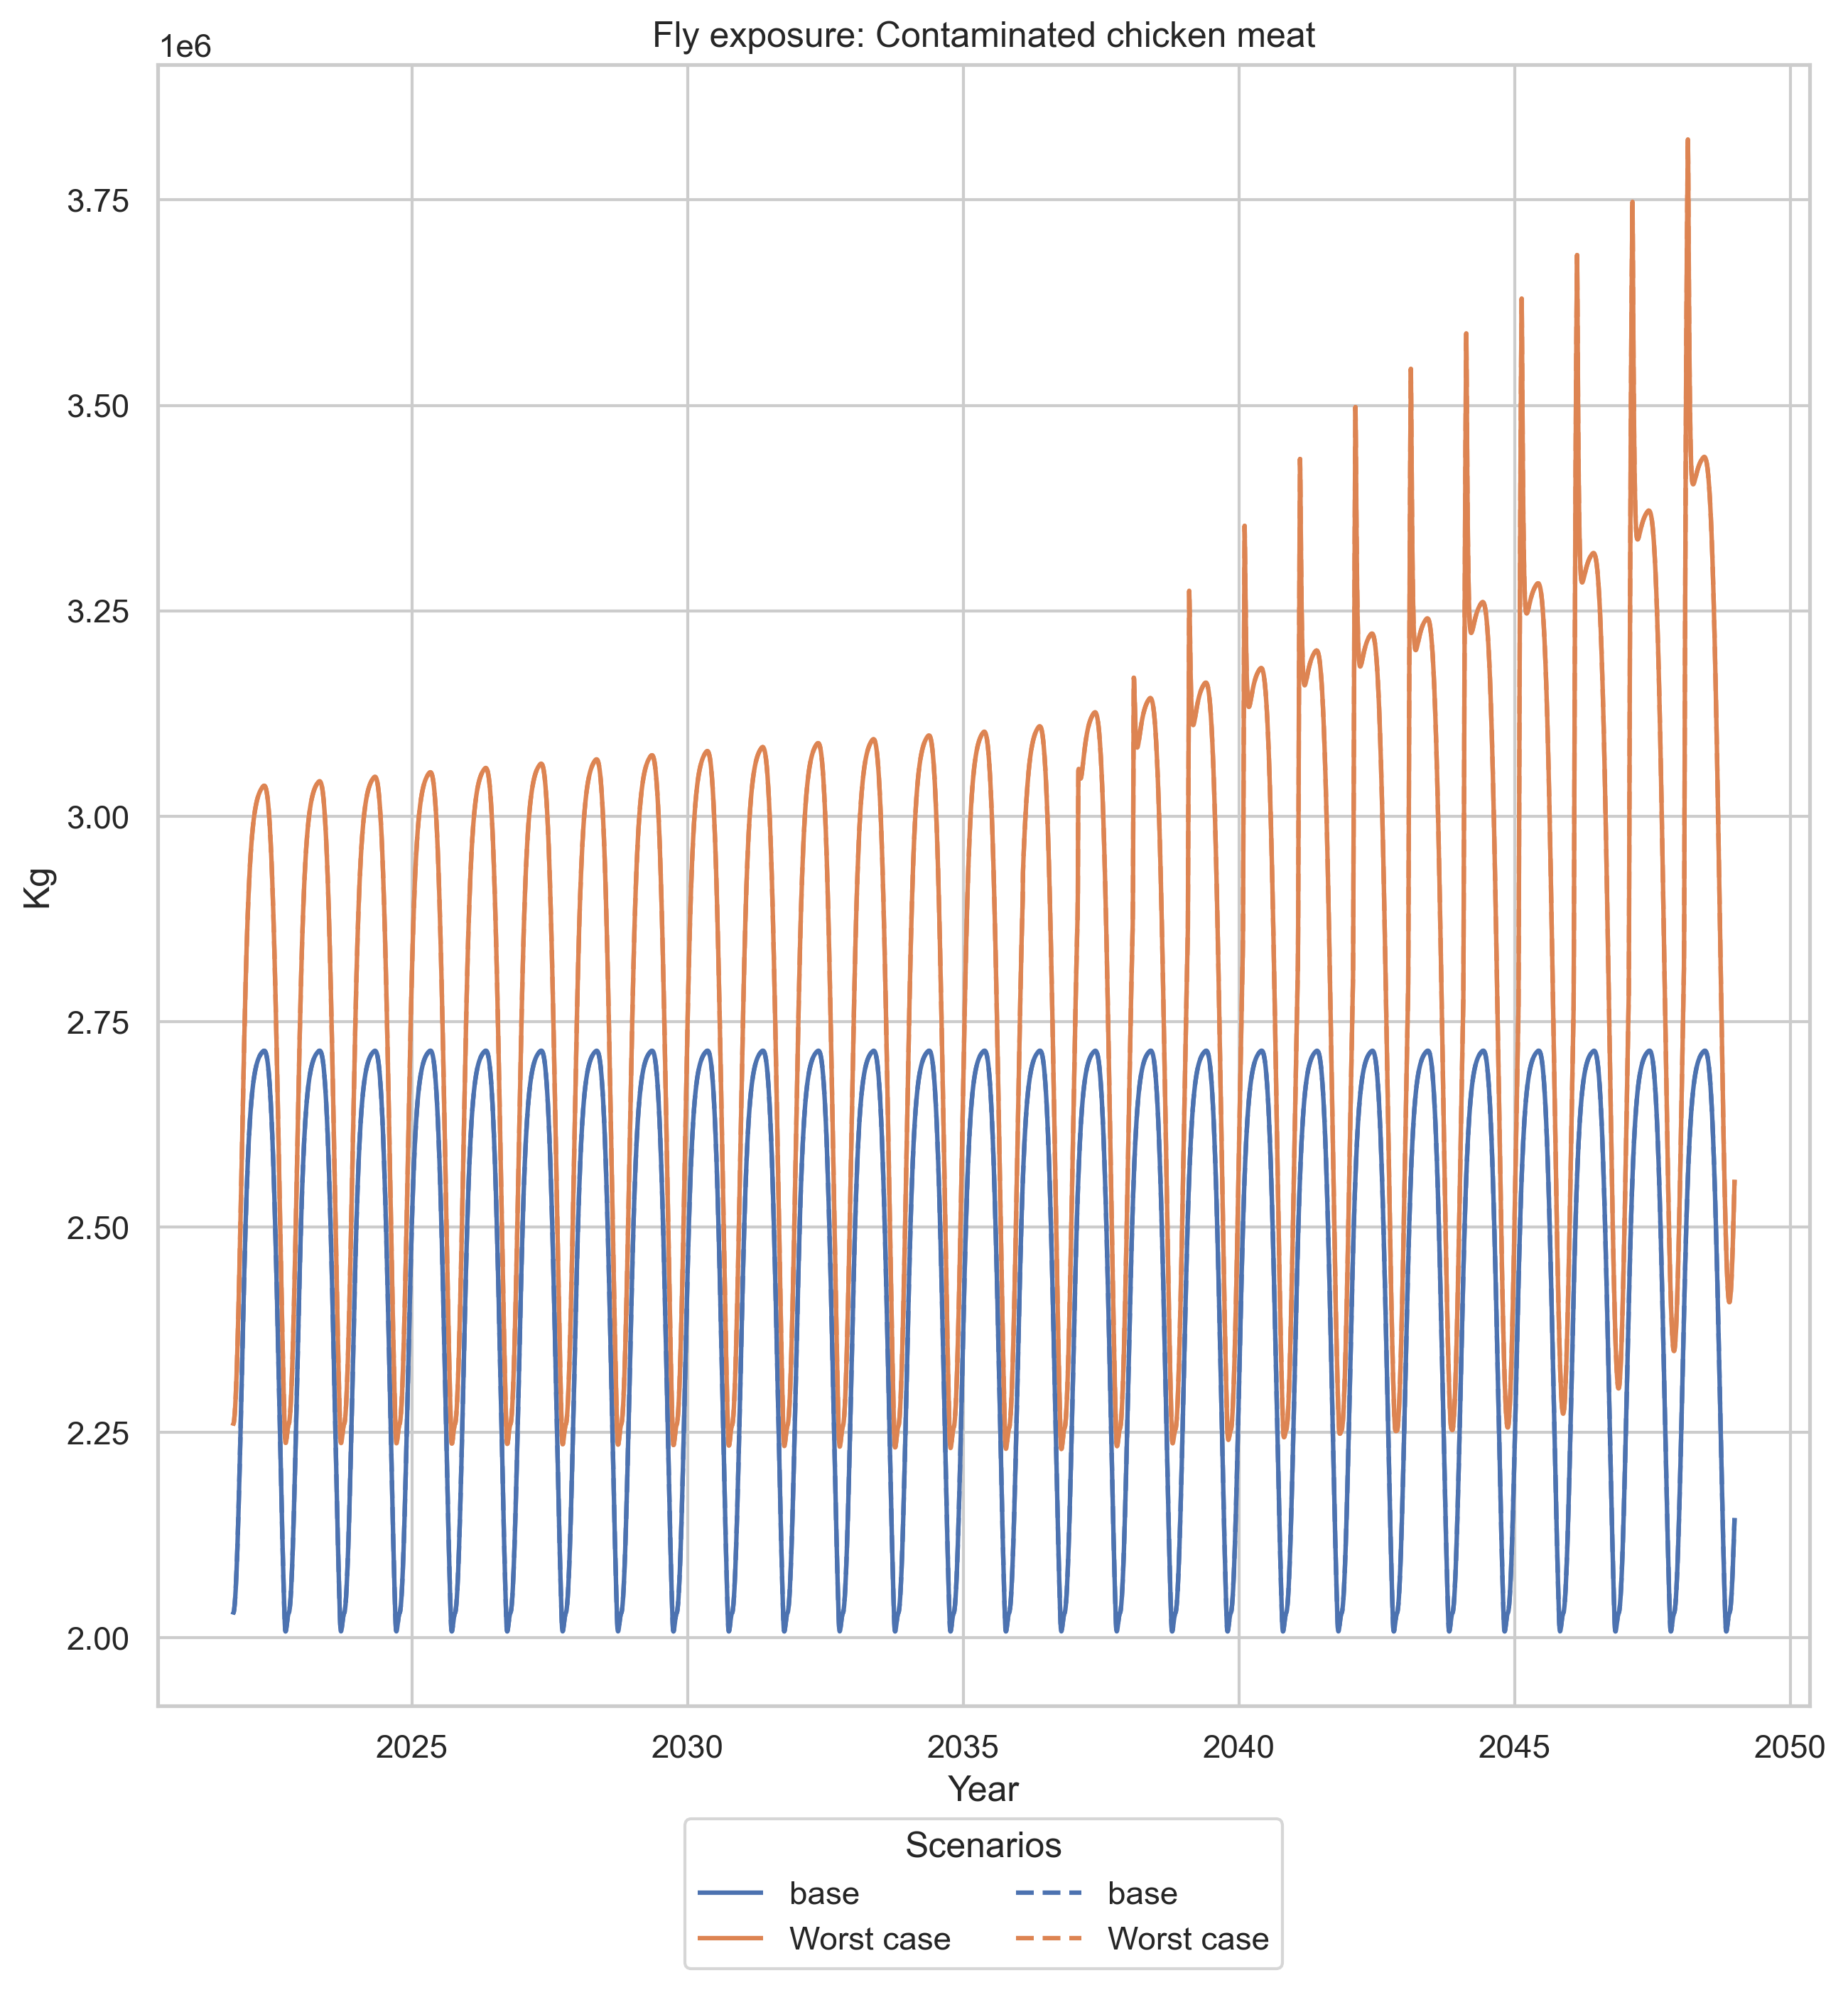 Fly exposure: Contaminated chicken meat
1e6
3.75
3.50
3.25
3.00
2.75
2.50
2.25
2.00
Kg
2025 2030 2035 2040 2045 2050
Year
Scenarios
base base
Worst case Worst case